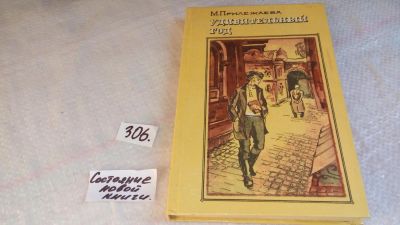 М. ПРИЛЕЖАЕВА
УДИВИТЕЛЬНЫЙ
ГОД
306.
Состояние
новой
книги.